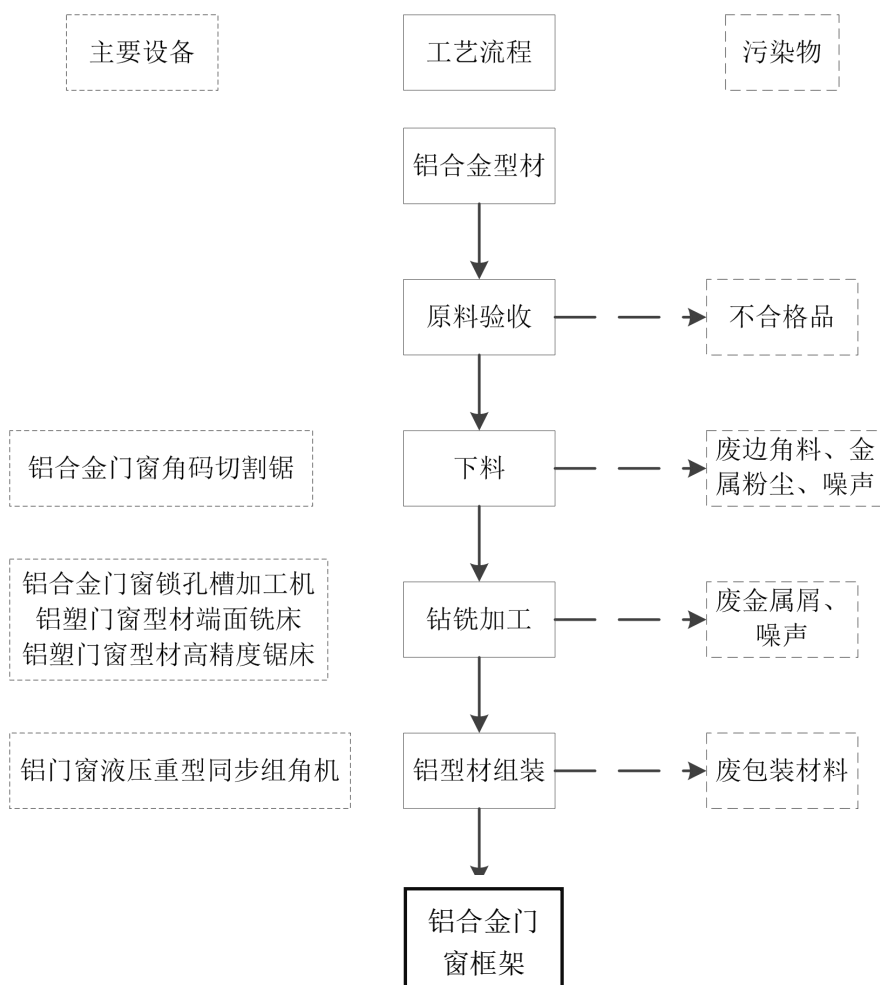 主要设备
工艺流程
污染物
铝合金型材
原料验收
不合格品
铝合金门窗角码切割锯
下料
废边角料、金
属粉尘、噪声
铝合金门窗锁孔槽加工机
铝塑门窗型材端面铣床
铝塑门窗型材高精度锯床
钻铣加工
废金属屑、
噪声
铝门窗液压重型同步组角机
铝型材组装
废包装材料
铝合金门
窗框架